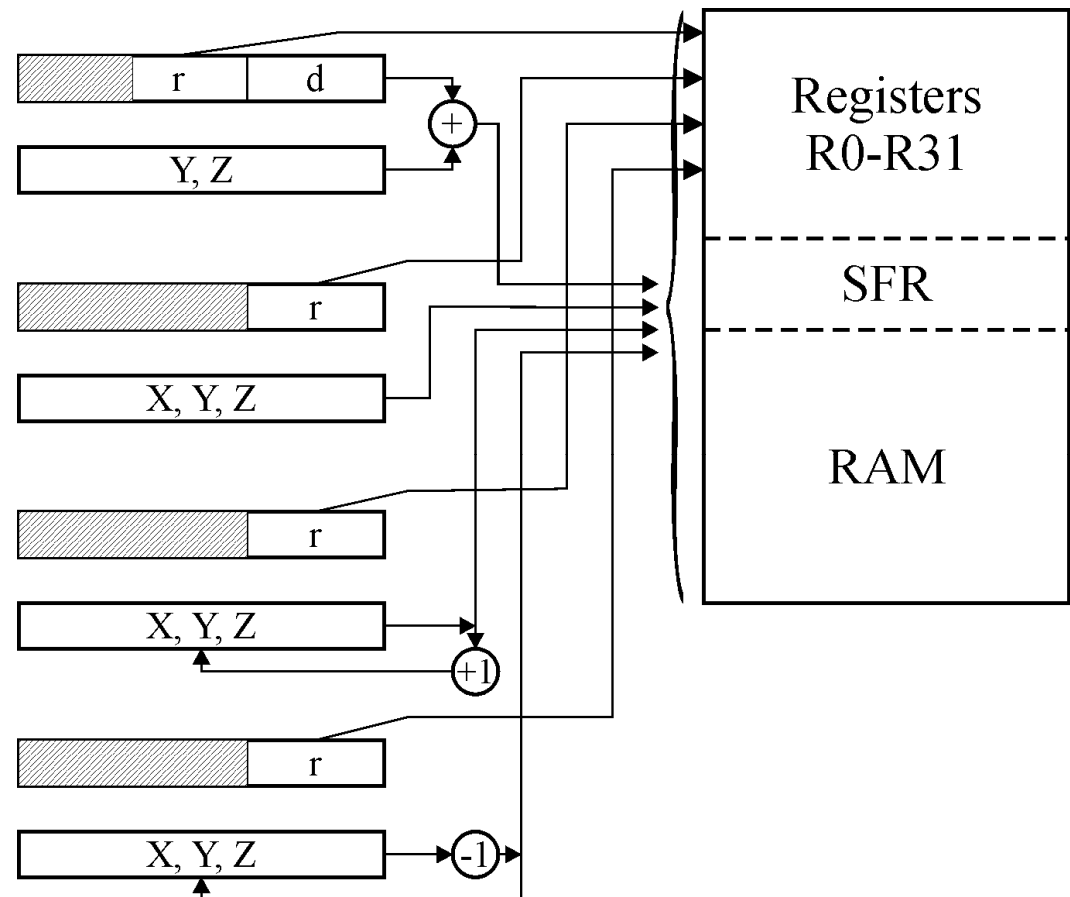 r d
+
Y, Z
r
X, Y, Z
r
X, Y, Z
+1
r
X, Y, Z
-1
Registers
R0-R31
SFR
RAM